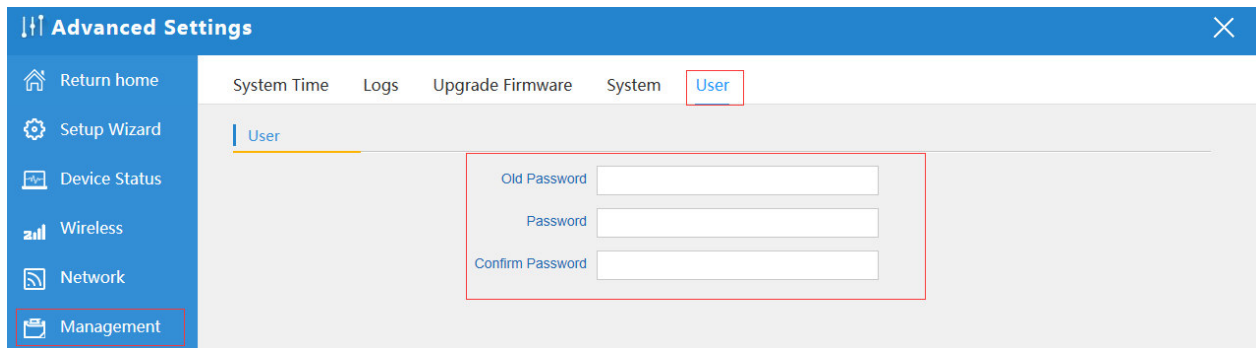 Advanced Settings
Return home
Setup Wizard
Device Status
Wireless
Network
Management
System Time Logs Upgrade Firmware System User
User
Old Password
Password
Confirm Password